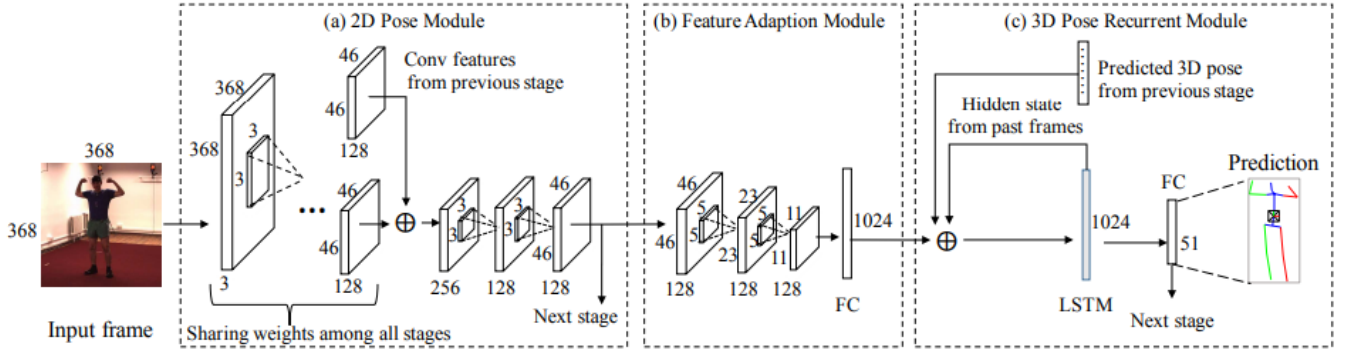 (a) 2D Pose Module
(b) Feature Adaption Module
(c) 3D Pose Recurrent Module
368
368
Input frame
368
368
3
3
3
46
46
128
Conv features
from previous stage
...
46
46
128
Sharing weights among all stages
3
3
256
3
3
128
46
46
128
Next stage
46
46
5
5
128
23
23
5
5
128
11
11
128
1024
FC
Predicted 3D pose
from previous stage
Hidden state
from past frames
1024
LSTM
FC
51
Next stage
Prediction